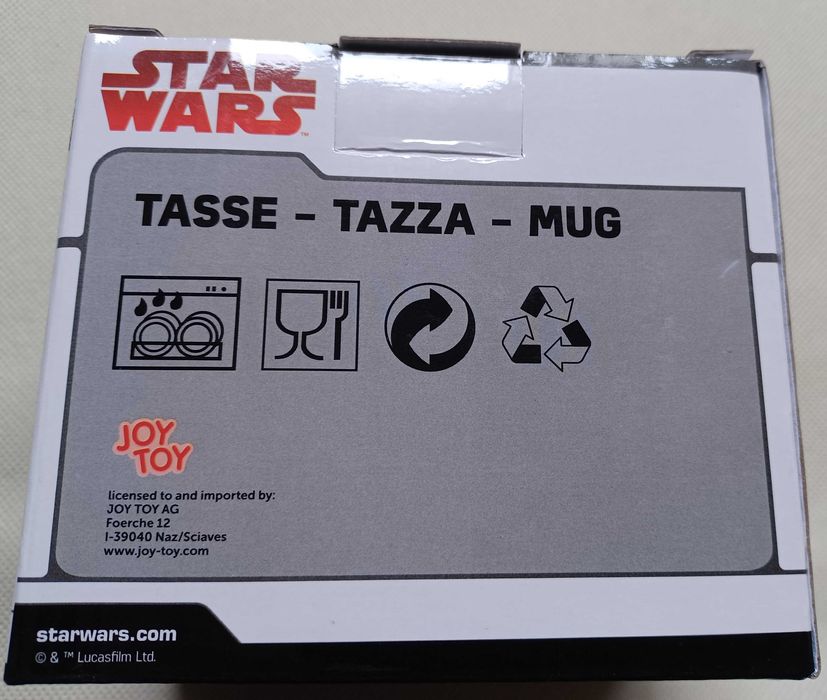 STAR
WARS™
TASSE – TAZZA – MUG
JOY
TOY
licensed to and imported by:
JOY TOY AG
Foerche 12
I-39040 Naz/Sciaves
www.joy-toy.com
starwars.com
© & ™ Lucasfilm Ltd.